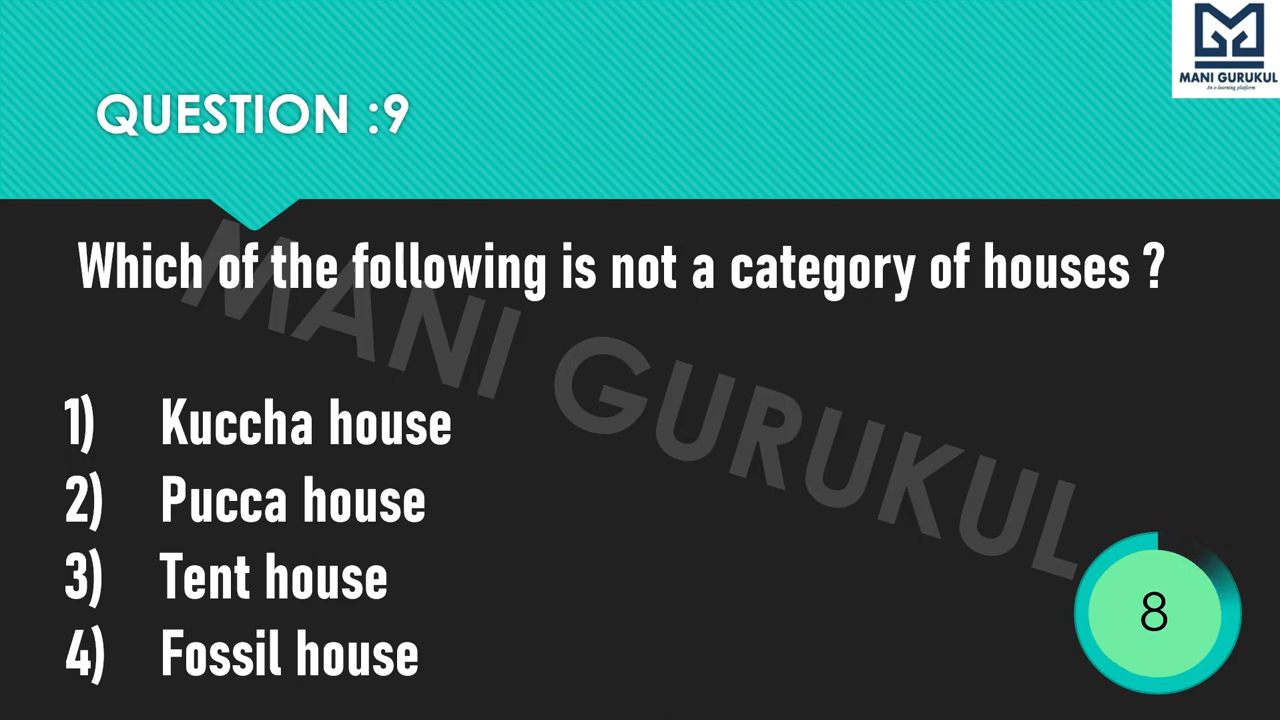 MANI GURUKUL
An e-learning platform
QUESTION :9
Which of the following is not a category of houses ?
1) Kuccha house
2) Pucca house
3) Tent house
4) Fossil house
MANI GURUKUL
8